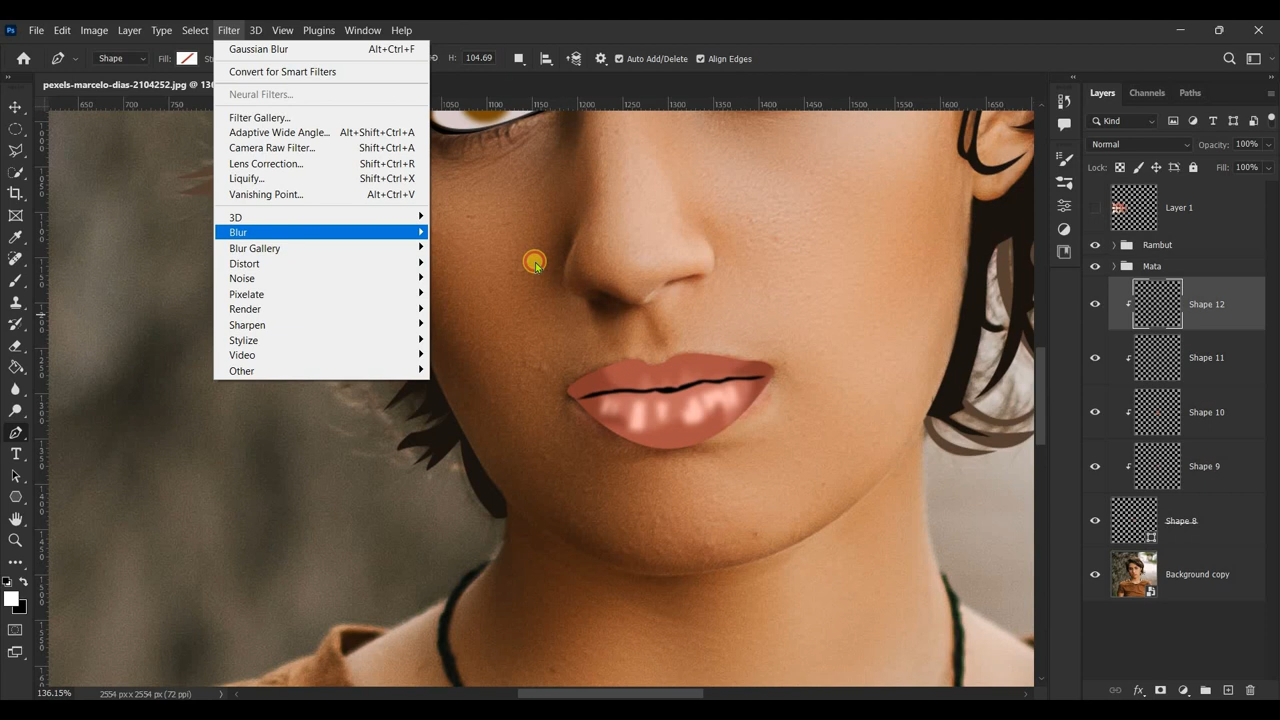 Ps File Edit Image Layer Type Select Filter 3D View Plugins Window Help
Shape Fill: H: 104.69 Auto Add/Delete Align Edges
pexels-marcelo-dias-2104252.jpg @ 136
650 700 750 1050 1100 1150 1200 1250 1300 1350 1400 1450 1500 1550 1600 1650
Gaussian Blur Alt+Ctrl+F
Convert for Smart Filters
Neural Filters...
Filter Gallery...
Adaptive Wide Angle... Alt+Shift+Ctrl+A
Camera Raw Filter... Shift+Ctrl+A
Lens Correction... Shift+Ctrl+R
Liquify... Shift+Ctrl+X
Vanishing Point... Alt+Ctrl+V
3D
Blur
Blur Gallery
Distort
Noise
Pixelate
Render
Sharpen
Stylize
Video
Other
Layers Channels Paths
Kind
Normal Opacity: 100%
Lock: Fill: 100%
Layer 1
Rambut
Mata
Shape 12
Shape 11
Shape 10
Shape 9
Shape 8
Background copy
136.15% 2554 px x 2554 px (72 ppi)